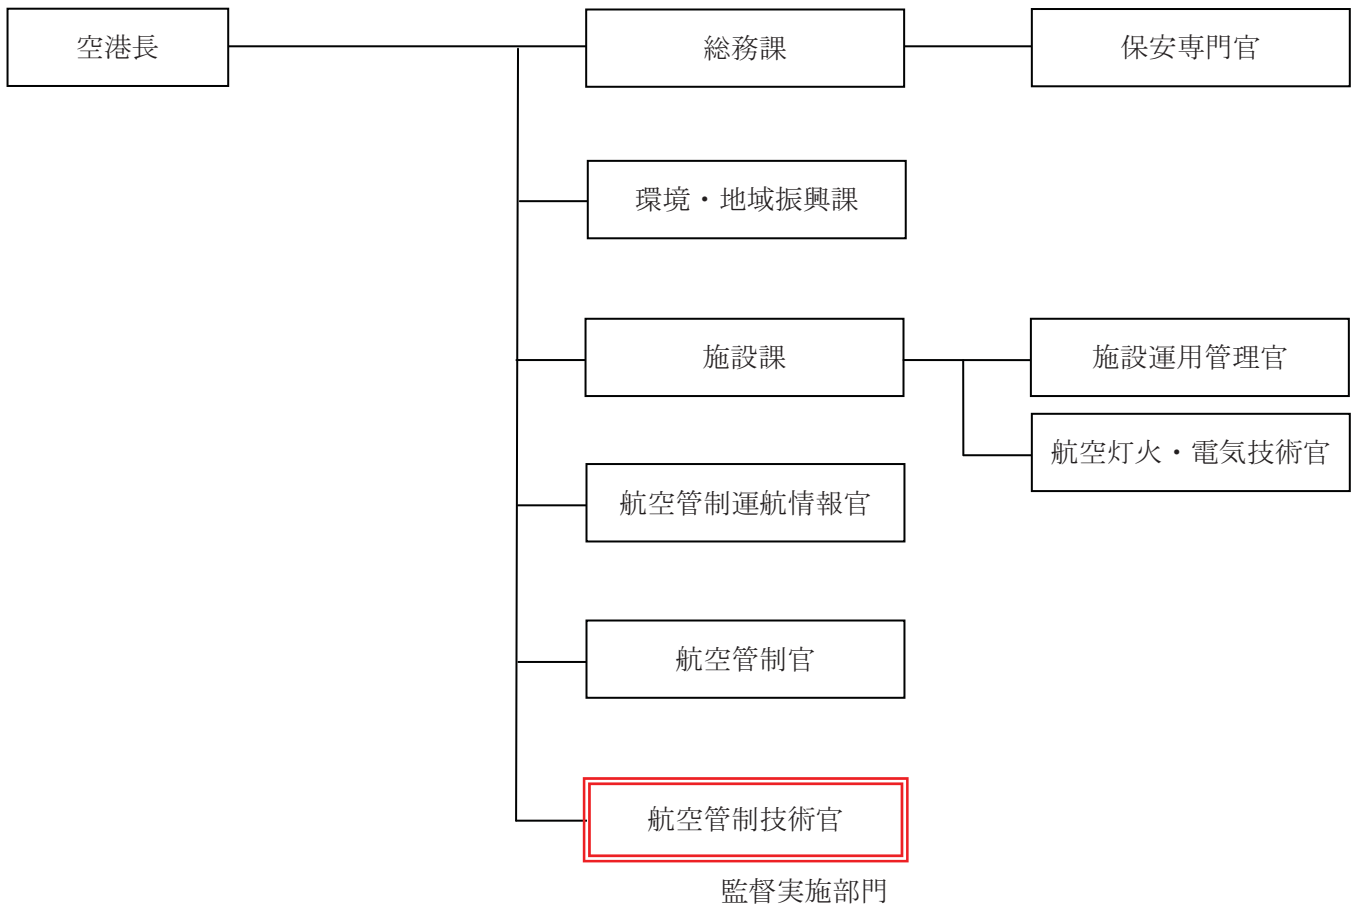 空港長
総務課
保安専門官
環境・地域振興課
施設課
施設運用管理官
航空灯火・電気技術官
航空管制運航情報官
航空管制官
航空管制技術官
監督実施部門